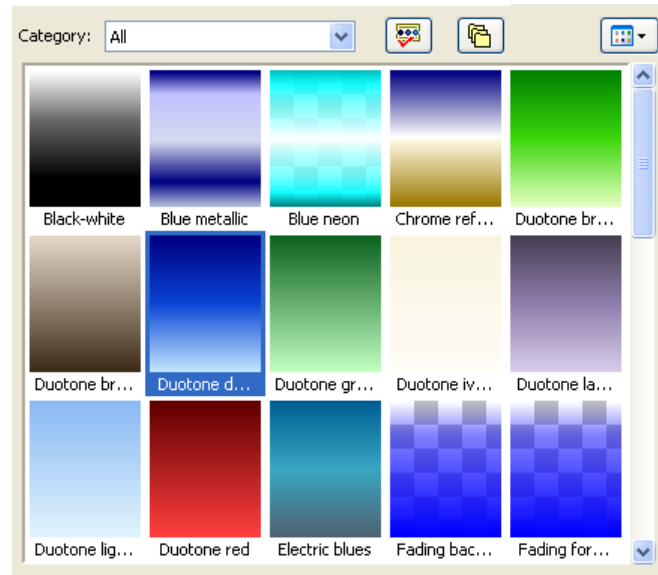 Category: All
Black-white Blue metallic Blue neon Chrome ref... Duotone br...
Duotone br... Duotone d... Duotone gr... Duotone iv... Duotone la...
Duotone lig... Duotone red Electric blues Fading bac... Fading for...